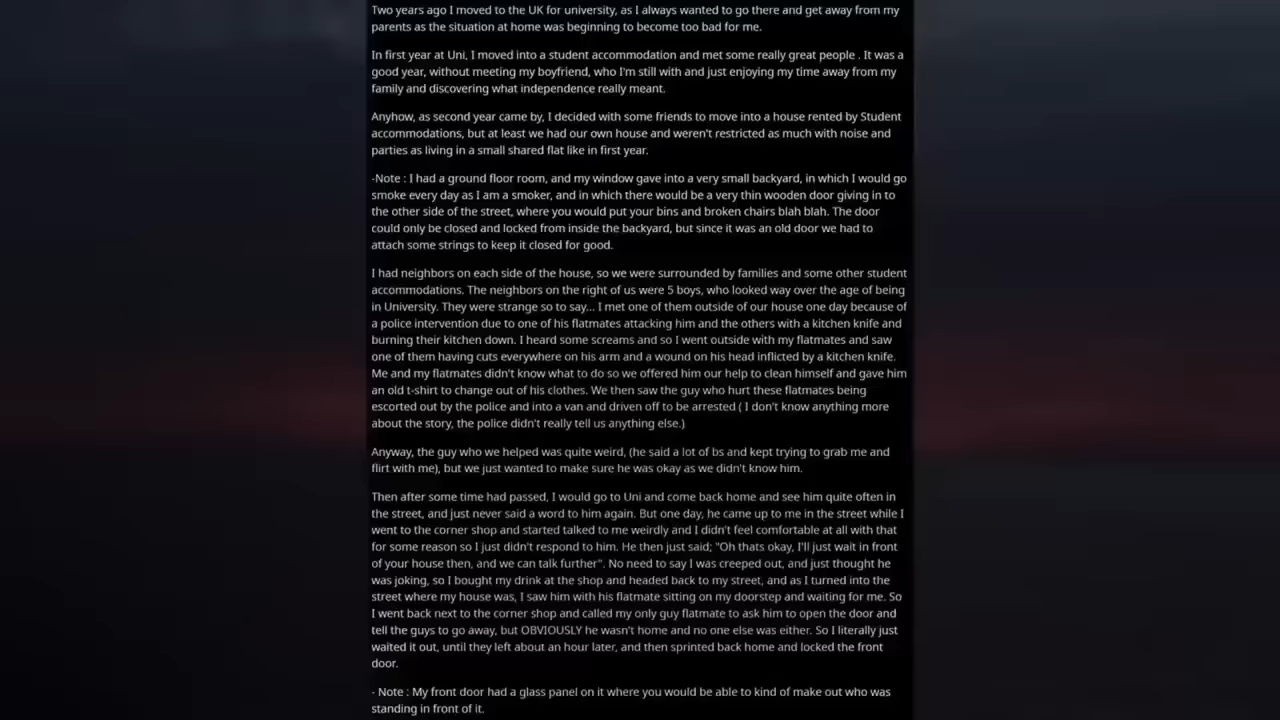 Two years ago I moved to the UK for university, as I always wanted to go there and get away from my
parents as the situation at home was beginning to become too bad for me.
In first year at Uni, I moved into a student accommodation and met some really great people . It was a
good year, without meeting my boyfriend, who I'm still with and just enjoying my time away from my
family and discovering what independence really meant.
Anyhow, as second year came by, I decided with some friends to move into a house rented by Student
accommodations, but at least we had our own house and weren't restricted as much with noise and
parties as living in a small shared flat like in first year.
-Note : I had a ground floor room, and my window gave into a very small backyard, in which I would go
smoke every day as I am a smoker, and in which there would be a very thin wooden door giving in to
the other side of the street, where you would put your bins and broken chairs blah blah. The door
could only be closed and locked from inside the backyard, but since it was an old door we had to
attach some strings to keep it closed for good.
I had neighbors on each side of the house, so we were surrounded by families and some other student
accommodations. The neighbors on the right of us were 5 boys, who looked way over the age of being
in University. They were strange so to say... I met one of them outside of our house one day because of
a police intervention due to one of his flatmates attacking him and the others with a kitchen knife and
burning their kitchen down. I heard some screams and so I went outside with my flatmates and saw
one of them having cuts everywhere on his arm and a wound on his head inflicted by a kitchen knife.
Me and my flatmates didn't know what to do so we offered him our help to clean himself and gave him
an old t-shirt to change out of his clothes. We then saw the guy who hurt these flatmates being
escorted out by the police and into a van and driven off to be arrested ( I don't know anything more
about the story, the police didn't really tell us anything else.)
Anyway, the guy who we helped was quite weird, (he said a lot of bs and kept trying to grab me and
flirt with me), but we just wanted to make sure he was okay as we didn't know him.
Then after some time had passed, I would go to Uni and come back home and see him quite often in
the street, and just never said a word to him again. But one day, he came up to me in the street while I
went to the corner shop and started talked to me weirdly and I didn't feel comfortable at all with that
for some reason so I just didn't respond to him. He then just said; "Oh thats okay, I'll just wait in front
of your house then, and we can talk further". No need to say I was creeped out, and just thought he
was joking, so I bought my drink at the shop and headed back to my street, and as I turned into the
street where my house was, I saw him with his flatmate sitting on my doorstep and waiting for me. So
I went back next to the corner shop and called my only guy flatmate to ask him to open the door and
tell the guys to go away, but OBVIOUSLY he wasn't home and no one else was either. So I literally just
waited it out, until they left about an hour later, and then sprinted back home and locked the front
door.
- Note : My front door had a glass panel on it where you would be able to kind of make out who was
standing in front of it.